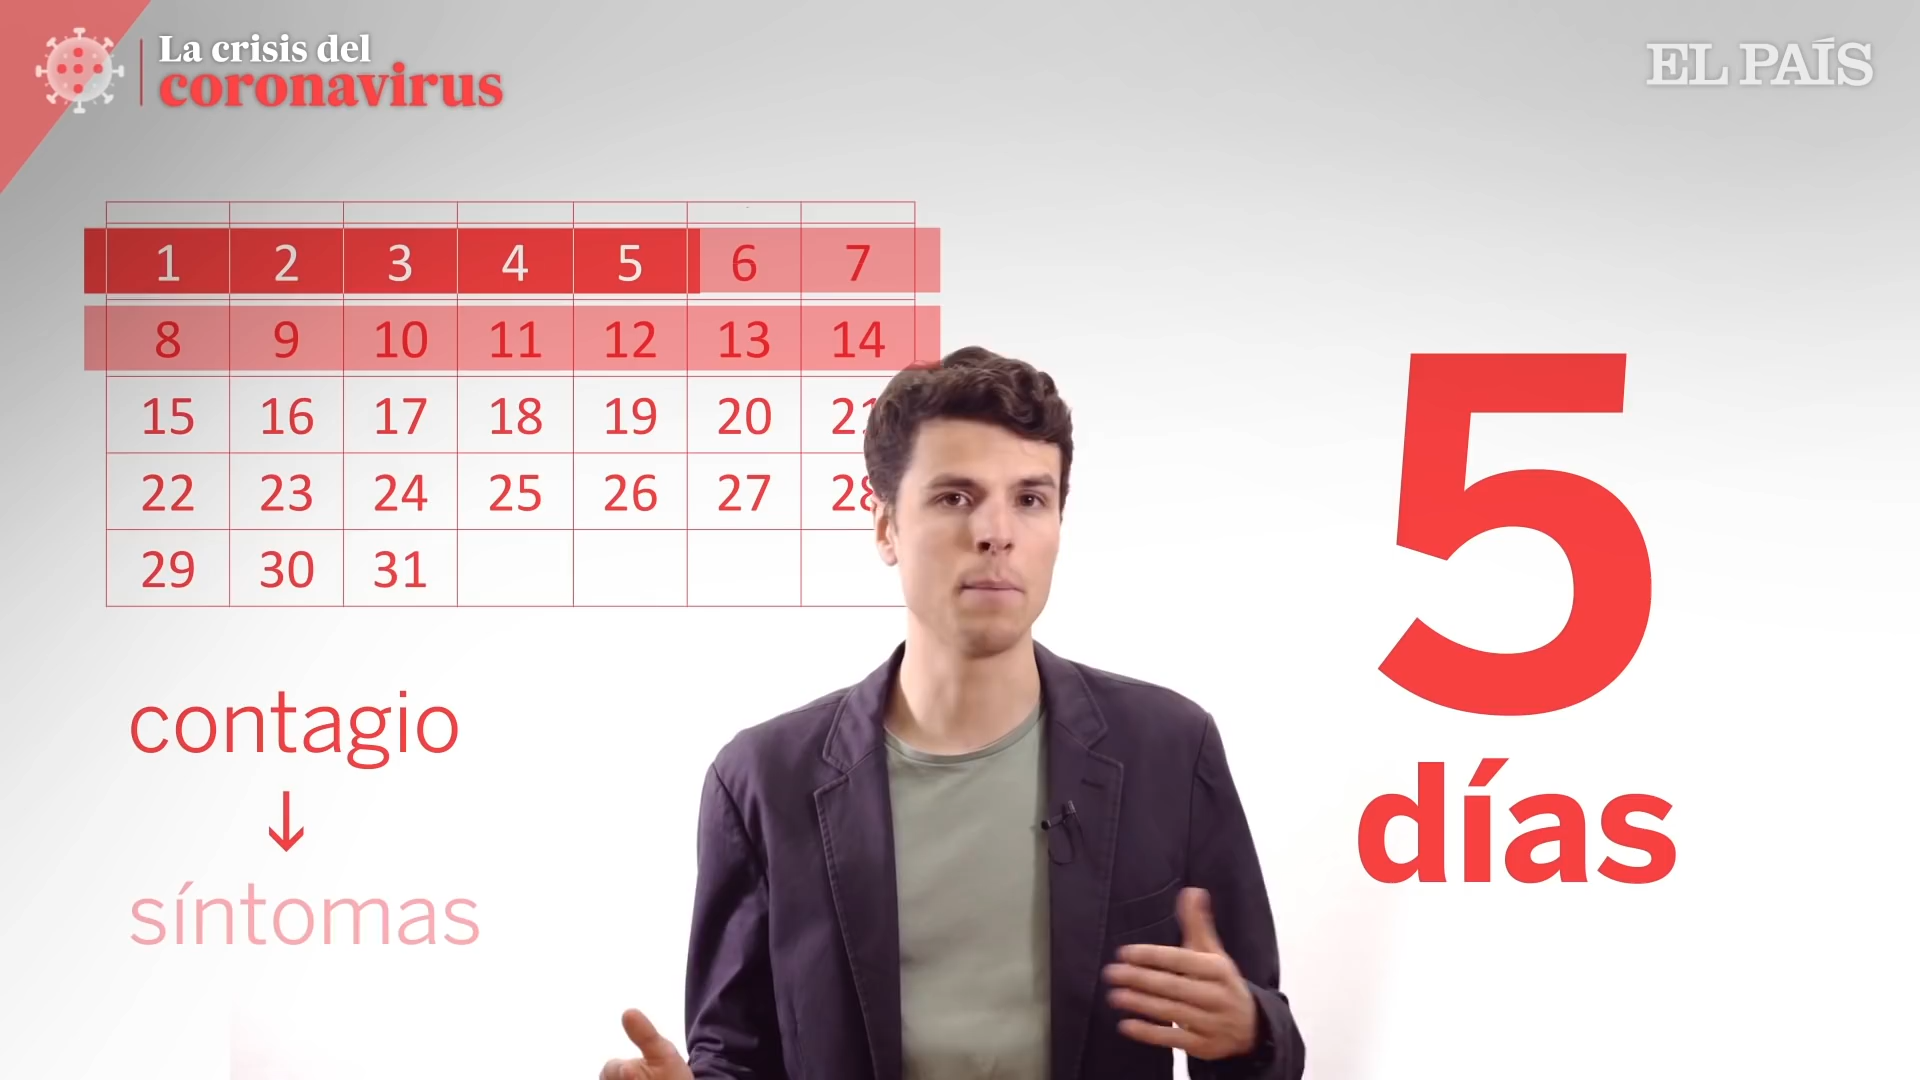 La crisis del
coronavirus
EL PAÍS
1 2 3 4 5 6 7
8 9 10 11 12 13 14
15 16 17 18 19 20 21
22 23 24 25 26 27 28
29 30 31
contagio
↓
síntomas
5
días